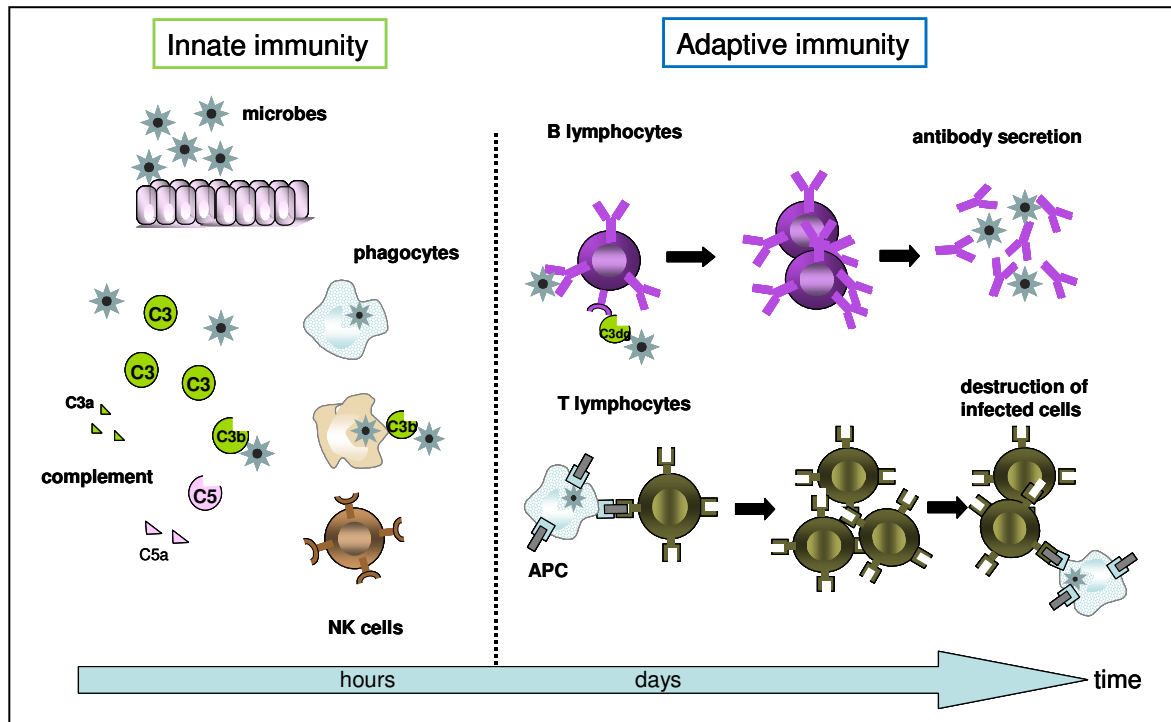 Innate immunity
Adaptive immunity
microbes
phagocytes
C3
C3
C3
C3a
C3b
C3b
complement
C5
C5a
NK cells
B lymphocytes
antibody secretion
C3dg
T lymphocytes
destruction of
infected cells
APC
hours
days
time